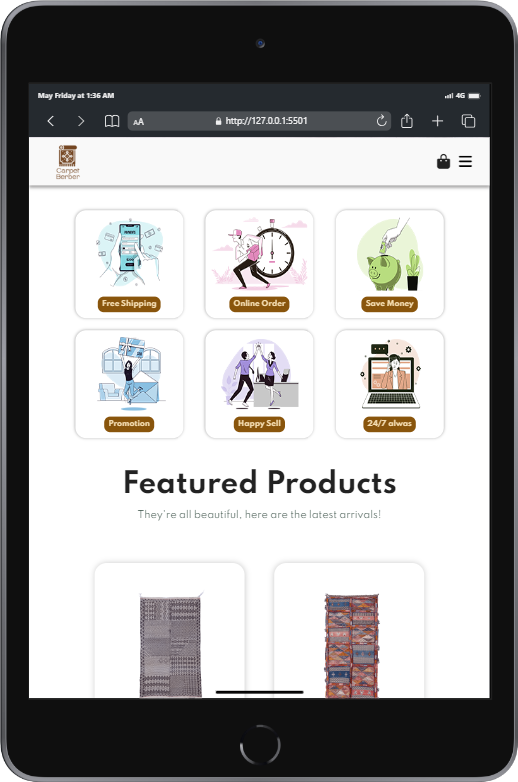 May Friday at 1:36 AM
4G
AA
http://127.0.0.1:5501
Carpet
Berber
Free Shipping
Online Order
Save Money
Promotion
Happy Sell
24/7 alwas
Featured Products
They're all beautiful, here are the latest arrivals!